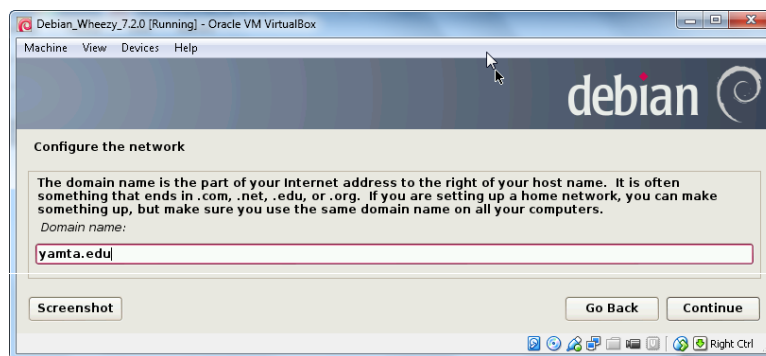 Debian_Wheezy_7.2.0 [Running] - Oracle VM VirtualBox
Machine View Devices Help
debian
Configure the network
The domain name is the part of your Internet address to the right of your host name. It is often
something that ends in .com, .net, .edu, or .org. If you are setting up a home network, you can make
something up, but make sure you use the same domain name on all your computers.
Domain name:
yamta.edu
Screenshot
Go Back
Continue
Right Ctrl